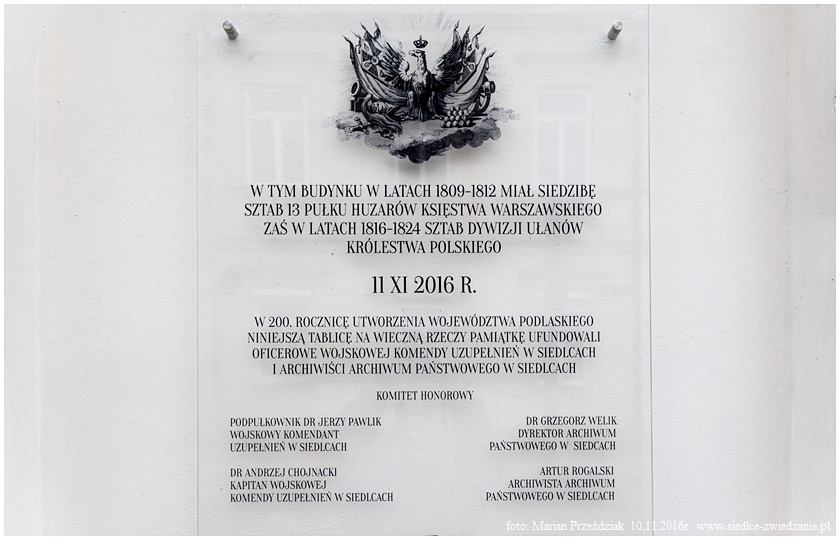 W TYM BUDYNKU W LATACH 1809-1812 MIAŁ SIEDZIBĘ
SZTAB 13 PUŁKU HUZARÓW KSIĘSTWA WARSZAWSKIEGO
ZAŚ W LATACH 1816-1824 SZTAB DYWIZJI UŁANÓW
KRÓLESTWA POLSKIEGO
11 XI 2016 R.
W 200. ROCZNICĘ UTWORZENIA WOJEWÓDZTWA PODLASKIEGO
NINIEJSZĄ TABLICĘ NA WIECZNĄ RZECZY PAMIĄTKĘ UFUNDOWALI
OFICEROWE WOJSKOWEJ KOMENDY UZUPEŁNIEŃ W SIEDLCACH
I ARCHIWIŚCI ARCHIWUM PAŃSTWOWEGO W SIEDLCACH
KOMITET HONOROWY
PODPUŁKOWNIK DR JERZY PAWLIK
WOJSKOWY KOMENDANT
UZUPEŁNIEŃ W SIEDLCACH
DR GRZEGORZ WELIK
DYREKTOR ARCHIWUM
PAŃSTWOWEGO W SIEDCACH
DR ANDRZEJ CHOJNACKI
KAPITAN WOJSKOWEJ
KOMENDY UZUPEŁNIEŃ W SIEDLCACH
ARTUR ROGALSKI
ARCHIWISTA ARCHIWUM
PAŃSTWOWEGO W SIEDLCACH
foto: Marian Przeździak 10.11.2016r. www.siedlce-zwiedzanie.pl